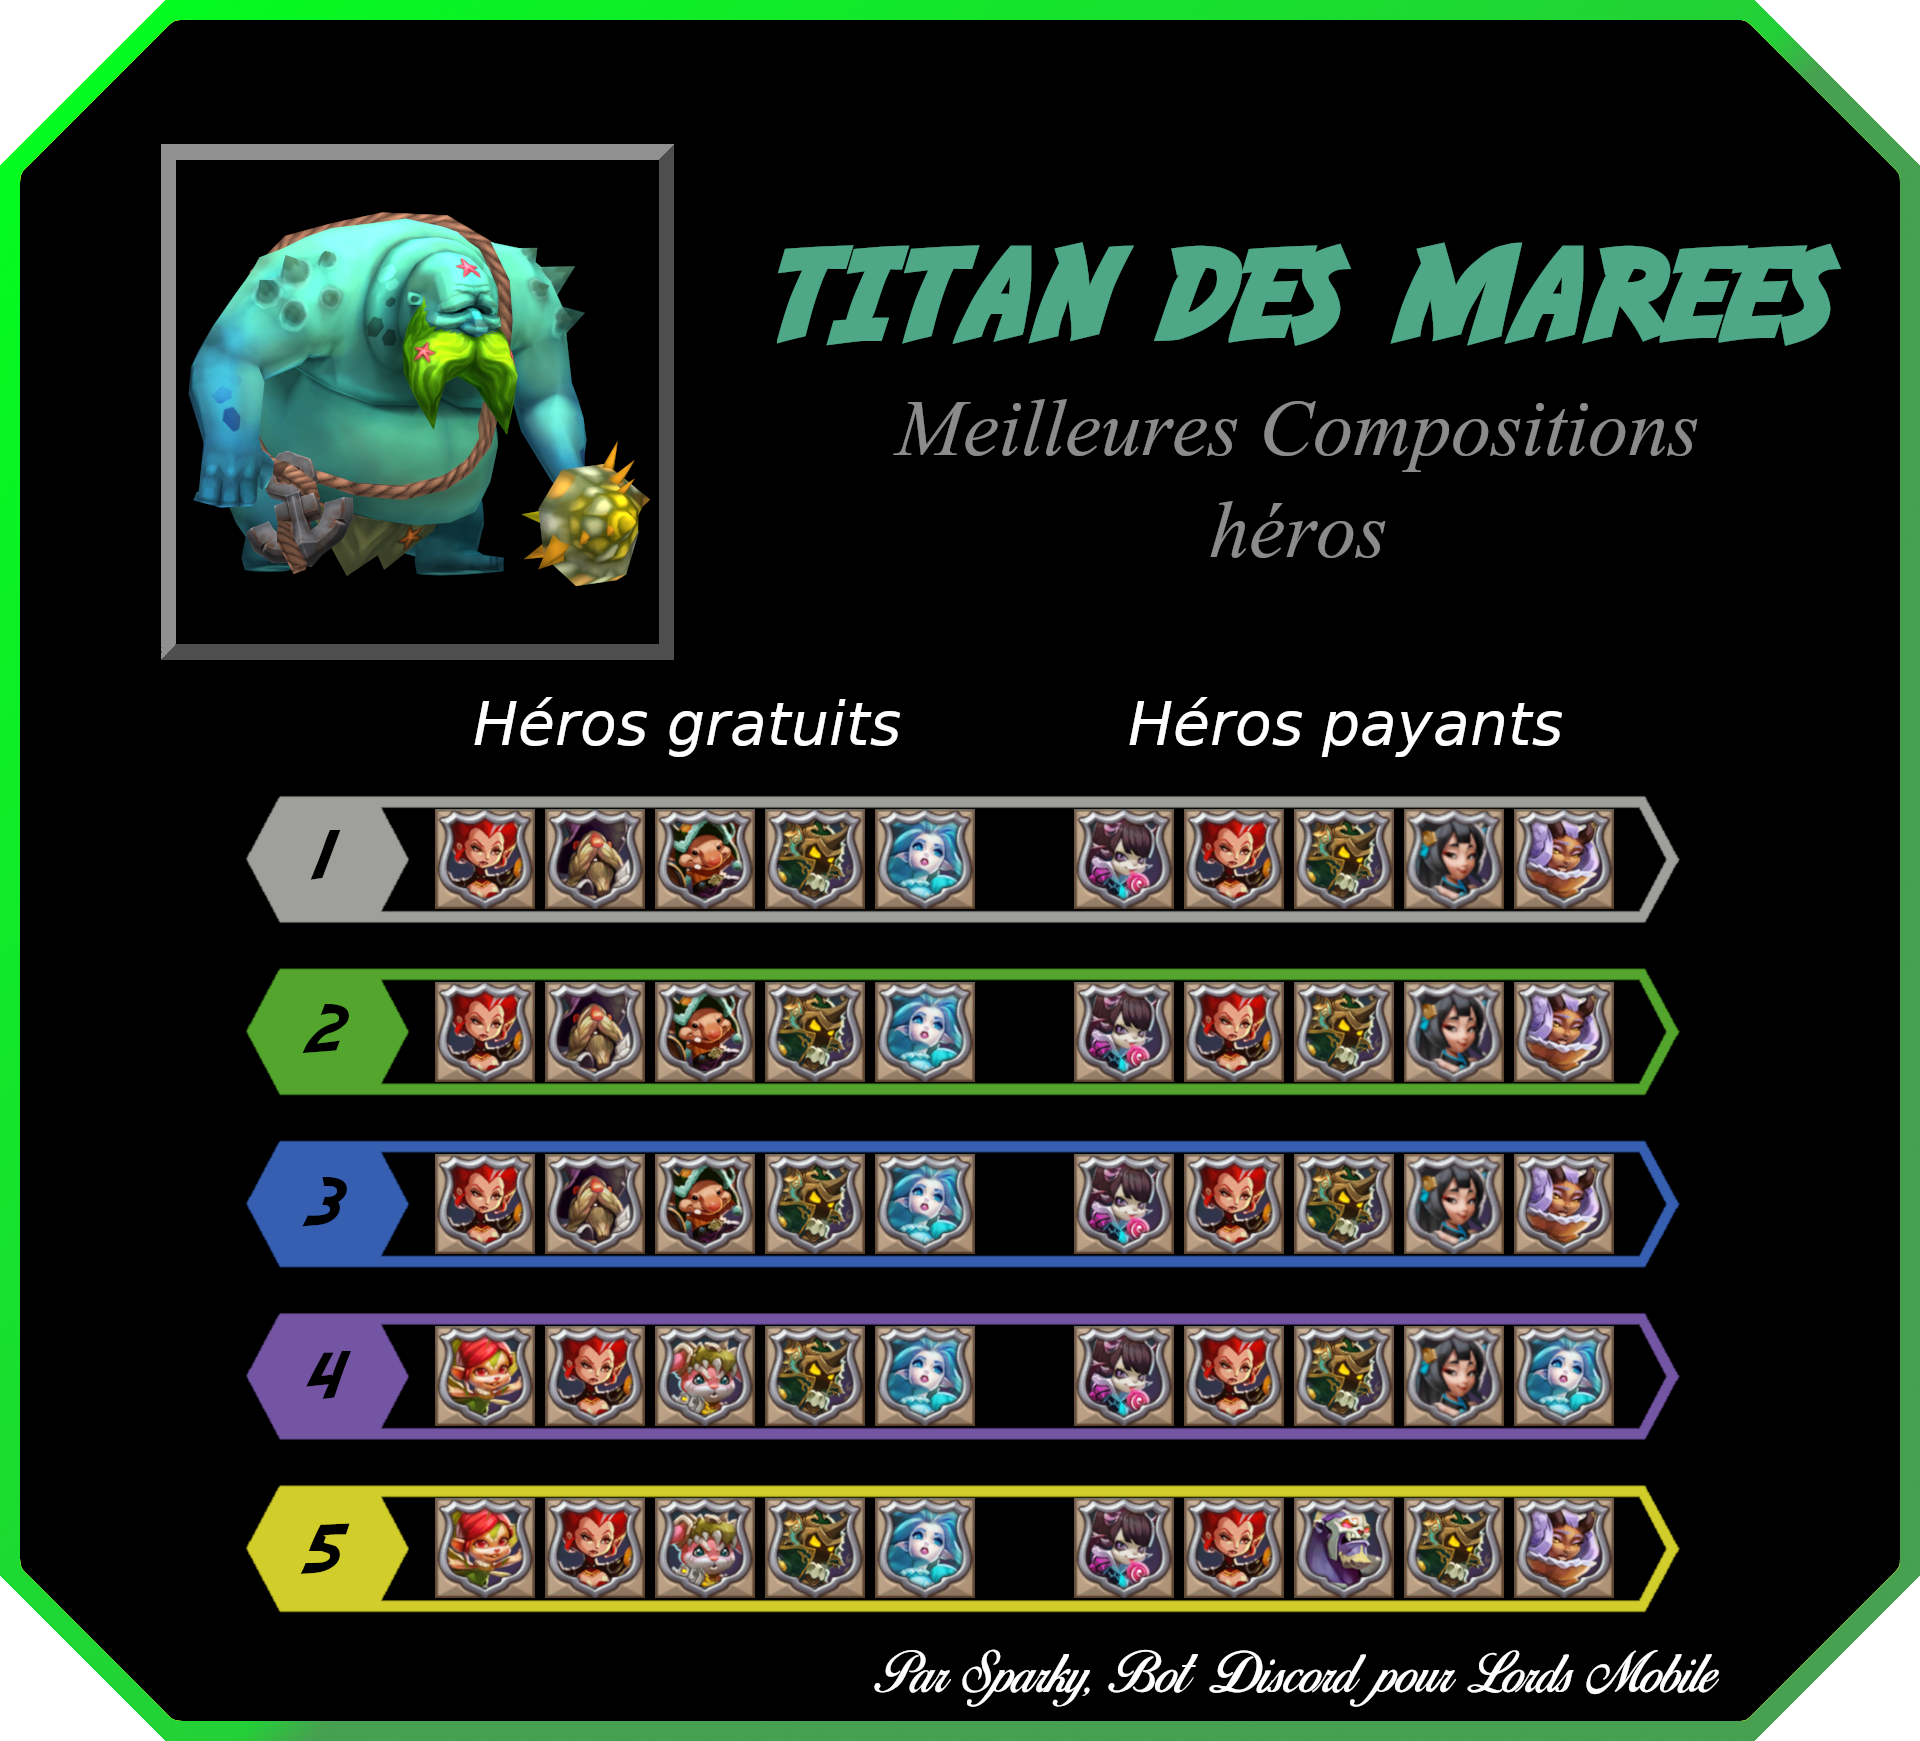 TITAN DES MAREES
Meilleures Compositions
héros
Héros gratuits
Héros payants
1
2
3
4
5
Par Sparky, Bot Discord pour Lords Mobile